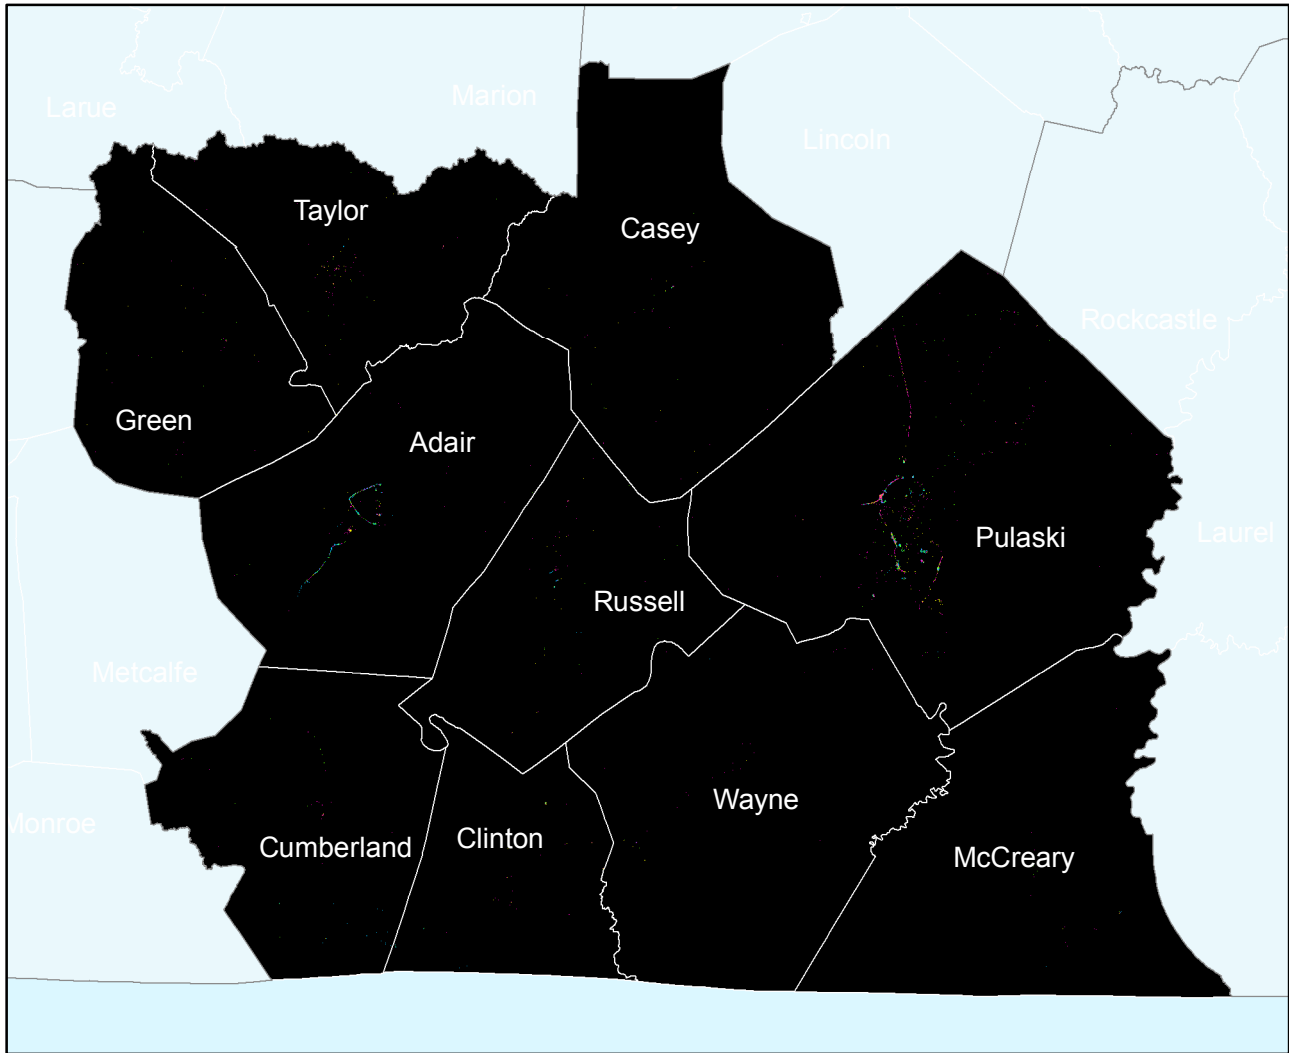 Marion
Larue
Lincoln
Taylor
Casey
Rockcastle
Green
Adair
Laurel
Pulaski
Russell
Metcalfe
Wayne
Monroe
Clinton
Cumberland
McCreary